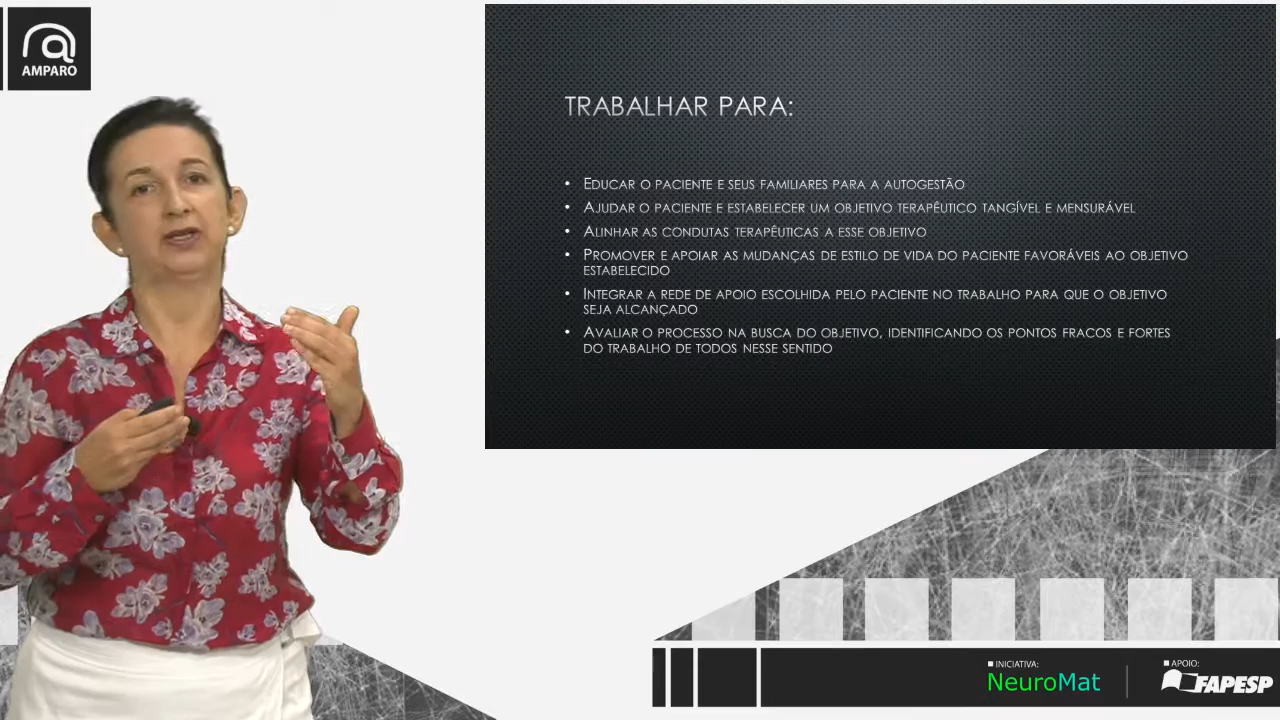 AMPARO
TRABALHAR PARA:
• EDUCAR O PACIENTE E SEUS FAMILIARES PARA A AUTOGESTÃO
• AJUDAR O PACIENTE E ESTABELECER UM OBJETIVO TERAPÊUTICO TANGÍVEL E MENSURÁVEL
• ALINHAR AS CONDUTAS TERAPÊUTICAS A ESSE OBJETIVO
• PROMOVER E APOIAR AS MUDANÇAS DE ESTILO DE VIDA DO PACIENTE FAVORÁVEIS AO OBJETIVO
ESTABELECIDO
• INTEGRAR A REDE DE APOIO ESCOLHIDA PELO PACIENTE NO TRABALHO PARA QUE O OBJETIVO
SEJA ALCANÇADO
• AVALIAR O PROCESSO NA BUSCA DO OBJETIVO, IDENTIFICANDO OS PONTOS FRACOS E FORTES
DO TRABALHO DE TODOS NESSE SENTIDO
INICIATIVA:
NeuroMat
APOIO:
FAPESP